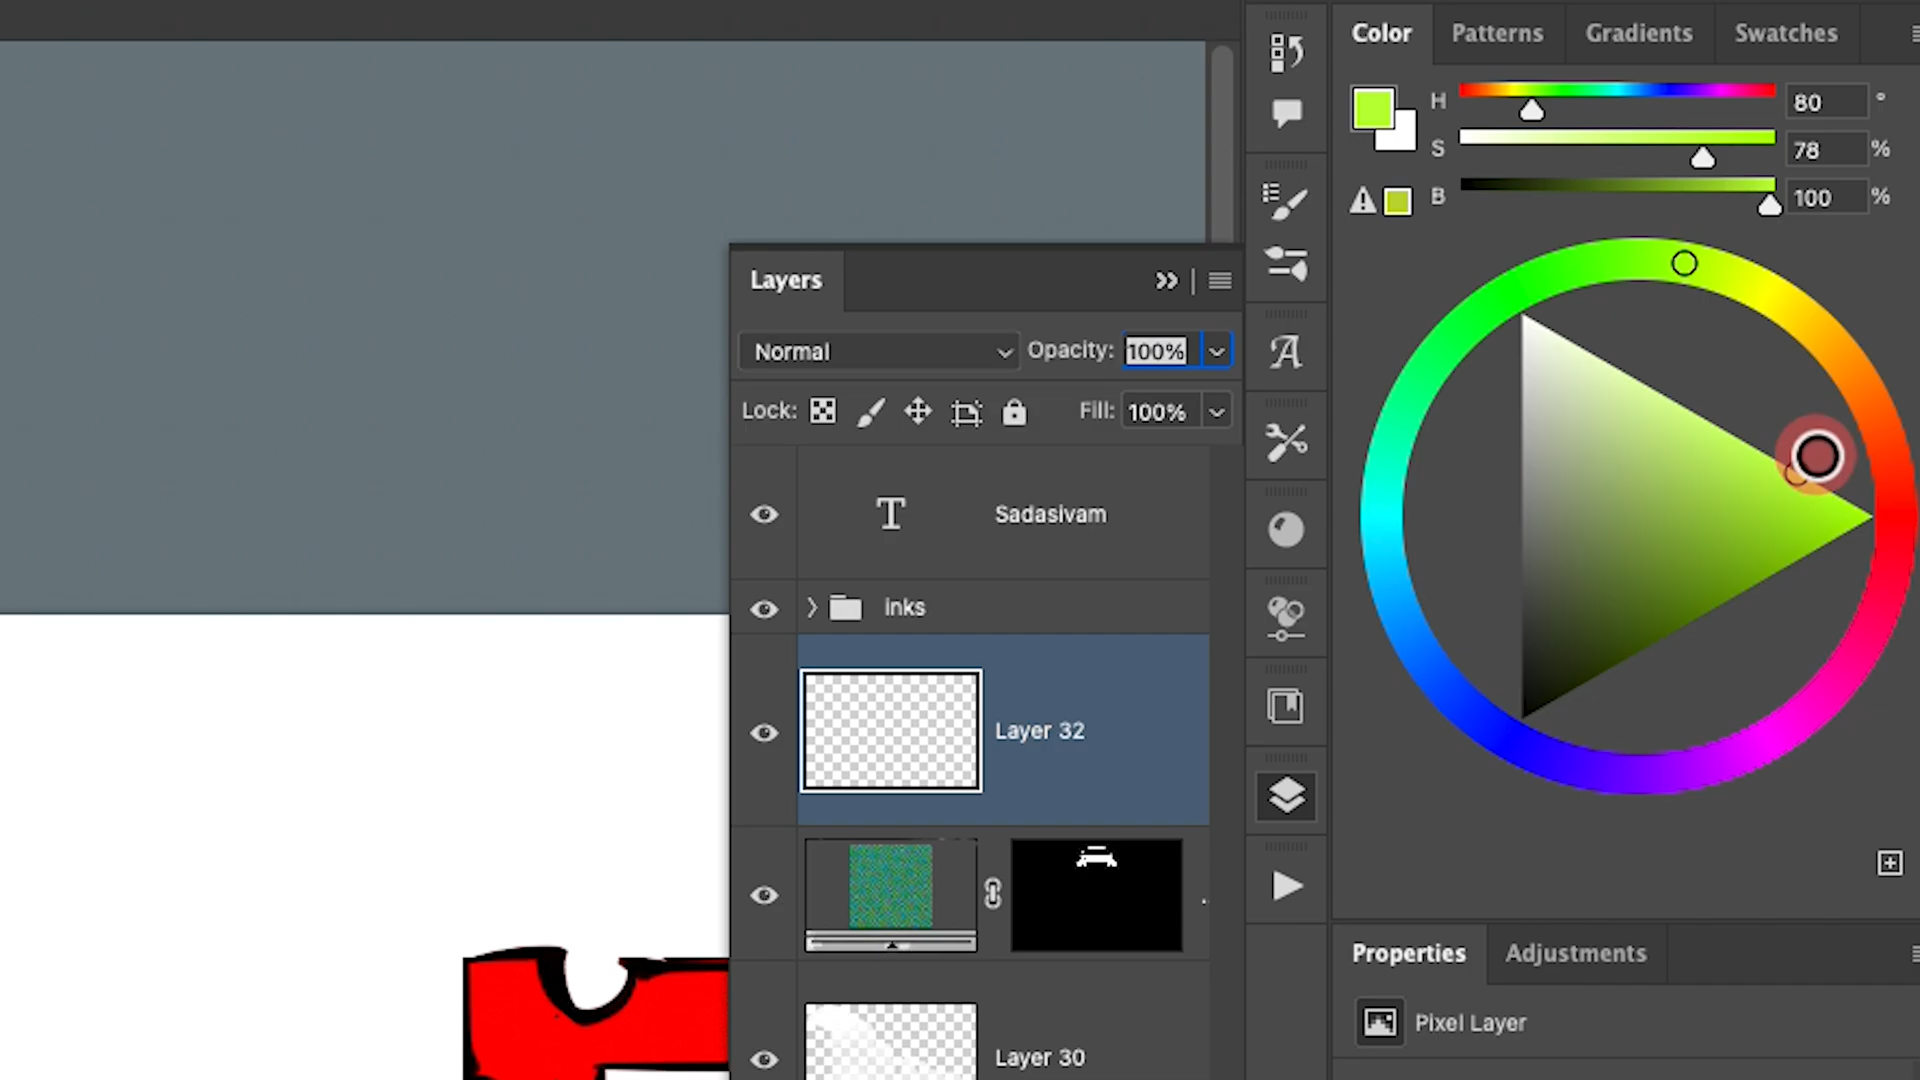 Color Patterns Gradients Swatches
H 80 °
S 78 %
B 100 %
Layers
Normal Opacity: 100%
Lock: Fill: 100%
T Sadasivam
inks
Layer 32
Layer 30
Properties Adjustments
Pixel Layer